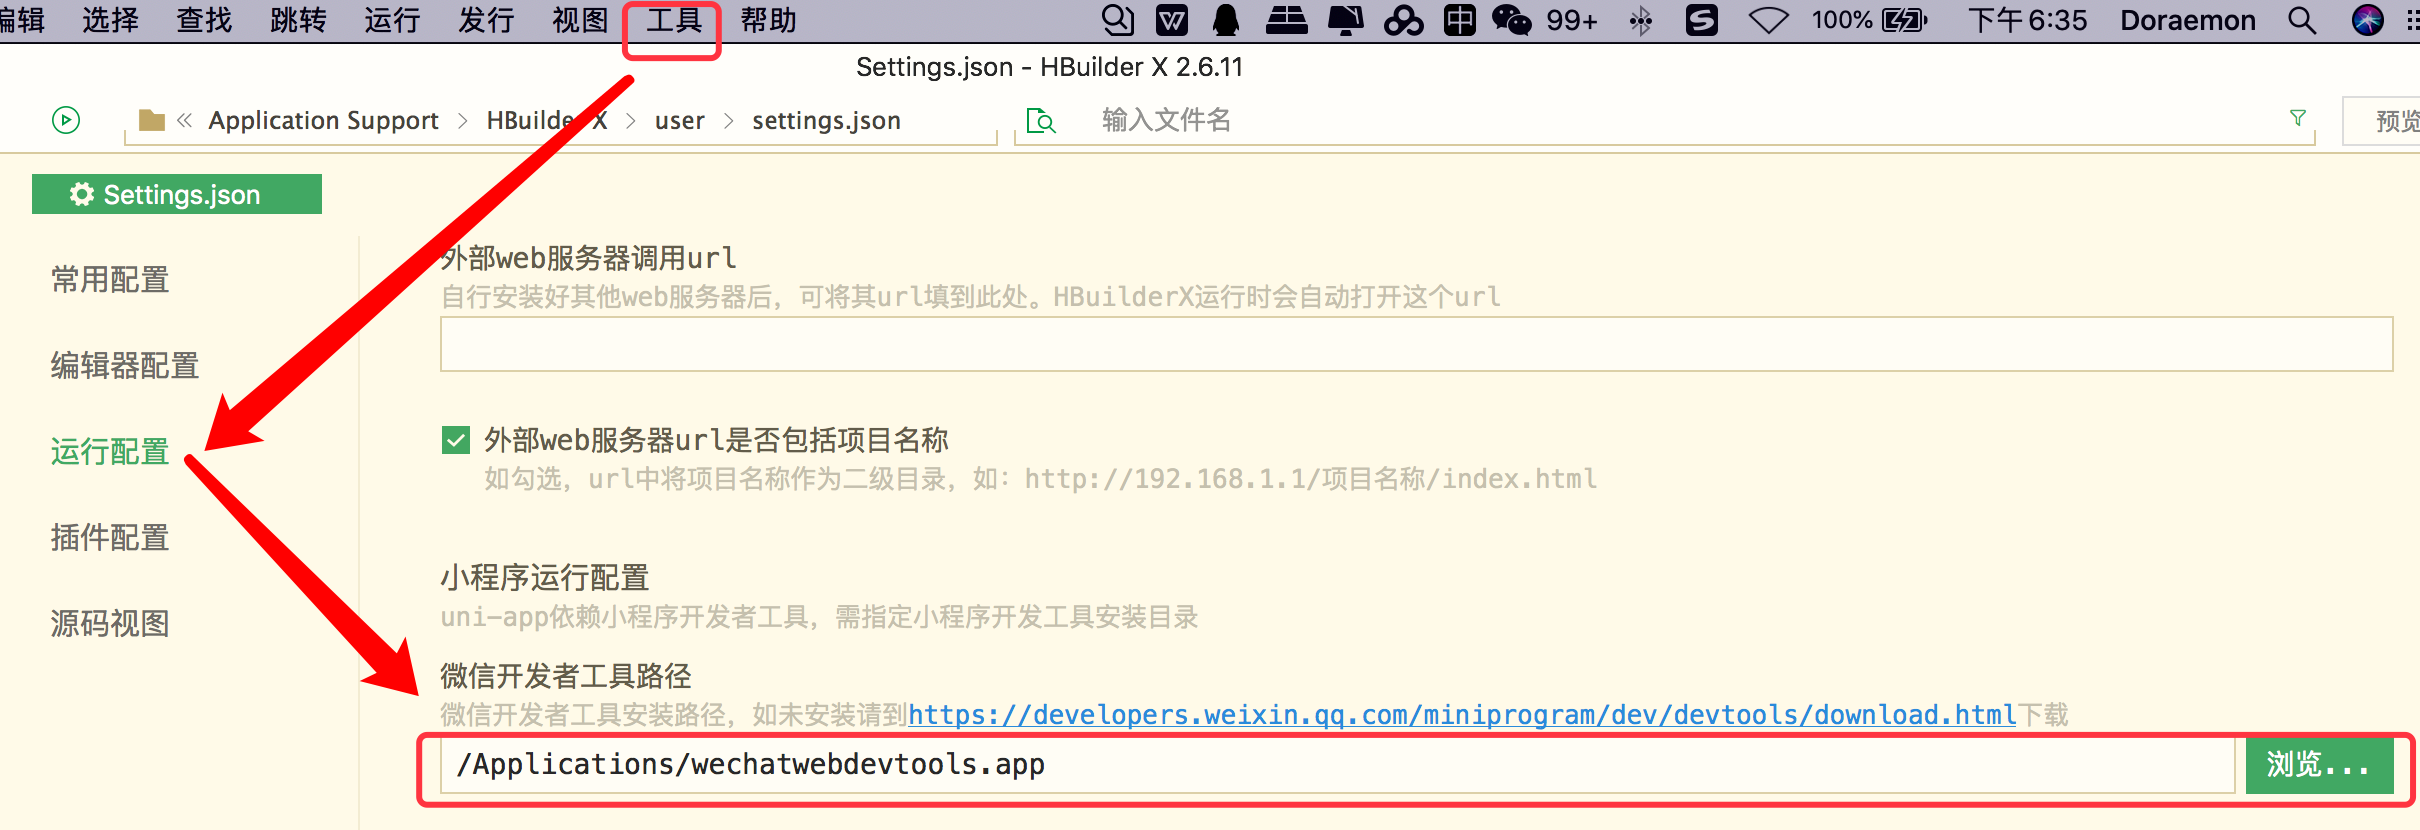 编辑 选择 查找 跳转 运行 发行 视图 工具 帮助 中 99+ 100% 下午6:35 Doraemon
Settings.json - HBuilder X 2.6.11
« Application Support > HBuilder X > user > settings.json 输入文件名 预览
Settings.json
常用配置
编辑器配置
运行配置
插件配置
源码视图
外部web服务器调用url
自行安装好其他web服务器后，可将其url填到此处。HBuilderX运行时会自动打开这个url
外部web服务器url是否包括项目名称
如勾选，url中将项目名称作为二级目录，如：http://192.168.1.1/项目名称/index.html
小程序运行配置
uni-app依赖小程序开发者工具，需指定小程序开发工具安装目录
微信开发者工具路径
微信开发者工具安装路径，如未安装请到https://developers.weixin.qq.com/miniprogram/dev/devtools/download.html下载
/Applications/wechatwebdevtools.app 浏览...